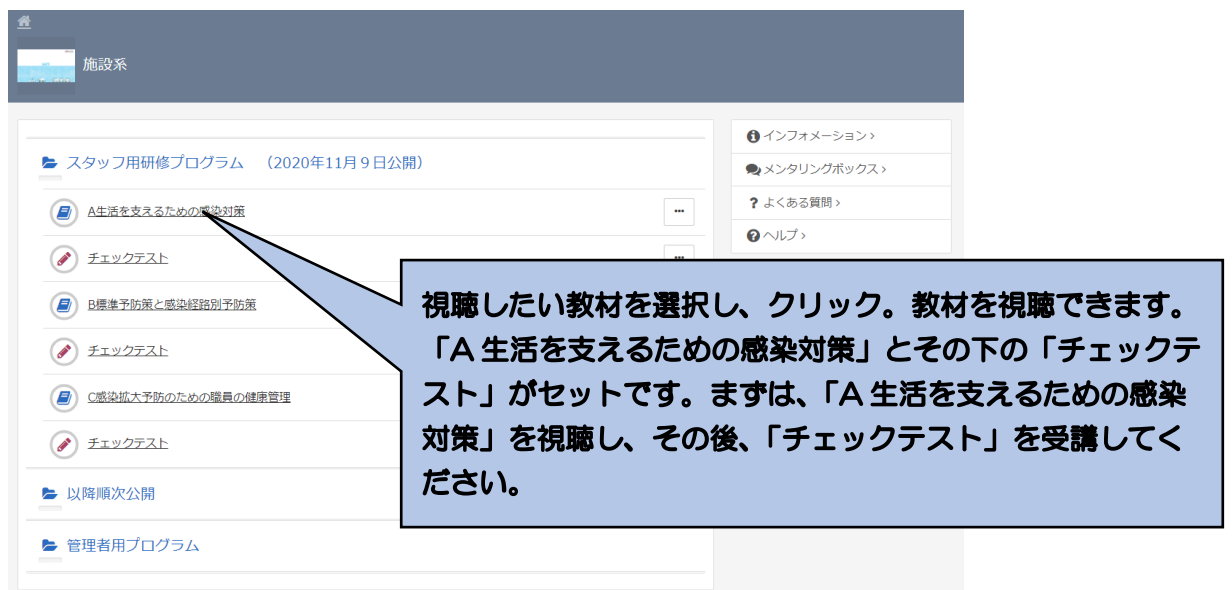 施設系
スタッフ用研修プログラム （2020年11月9日公開）
A生活を支えるための感染対策
チェックテスト
B標準予防策と感染経路別予防策
チェックテスト
C感染拡大予防のための職員の健康管理
チェックテスト
以降順次公開
管理者用プログラム
インフォメーション ›
メンタリングボックス ›
? よくある質問 ›
ヘルプ ›
視聴したい教材を選択し、クリック。教材を視聴できます。
「A 生活を支えるための感染対策」とその下の「チェックテ
スト」がセットです。まずは、「A 生活を支えるための感染
対策」を視聴し、その後、「チェックテスト」を受講してく
ださい。